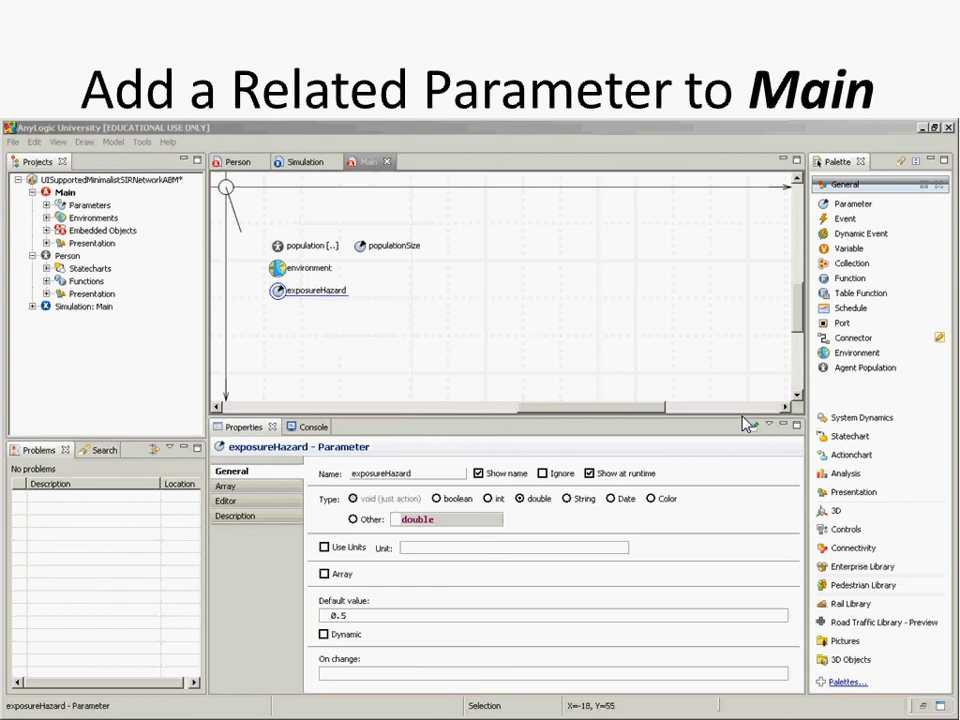 Add a Related Parameter to Main
AnyLogic University [EDUCATIONAL USE ONLY]
File Edit View Draw Model Tools Help
Projects
UISupportedMinimalistSIRNetworkABM*
Main
Parameters
Environments
Embedded Objects
Presentation
Person
Statecharts
Functions
Presentation
Simulation: Main
Problems Search
No problems
Description Location
Person Simulation Main
population [..] populationSize
environment
exposureHazard
Properties Console
exposureHazard - Parameter
General
Array
Editor
Description
Name: exposureHazard Show name Ignore Show at runtime
Type: void (just action) boolean int double String Date Color
Other: double
Use Units Unit:
Array
Default value:
0.5
Dynamic
On change:
Palette
General
Parameter
Event
Dynamic Event
Variable
Collection
Function
Table Function
Schedule
Port
Connector
Environment
Agent Population
System Dynamics
Statechart
Actionchart
Analysis
Presentation
3D
Controls
Connectivity
Enterprise Library
Pedestrian Library
Rail Library
Road Traffic Library - Preview
Pictures
3D Objects
Palettes...
exposureHazard - Parameter Selection X=-18, Y=55